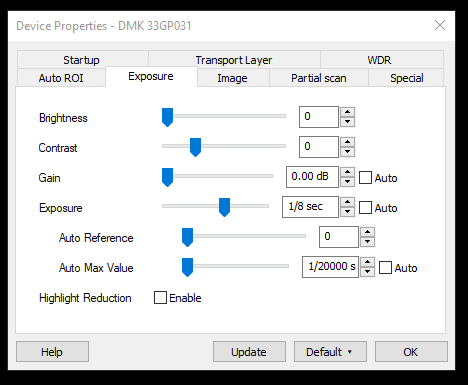 Device Properties - DMK 33GP031
Startup Transport Layer WDR
Auto ROI Exposure Image Partial scan Special
Brightness 0
Contrast 0
Gain 0.00 dB Auto
Exposure 1/8 sec Auto
Auto Reference 0
Auto Max Value 1/20000 s Auto
Highlight Reduction Enable
Help Update Default OK